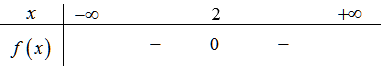 x −∞ 2 +∞
f(x) − 0 −